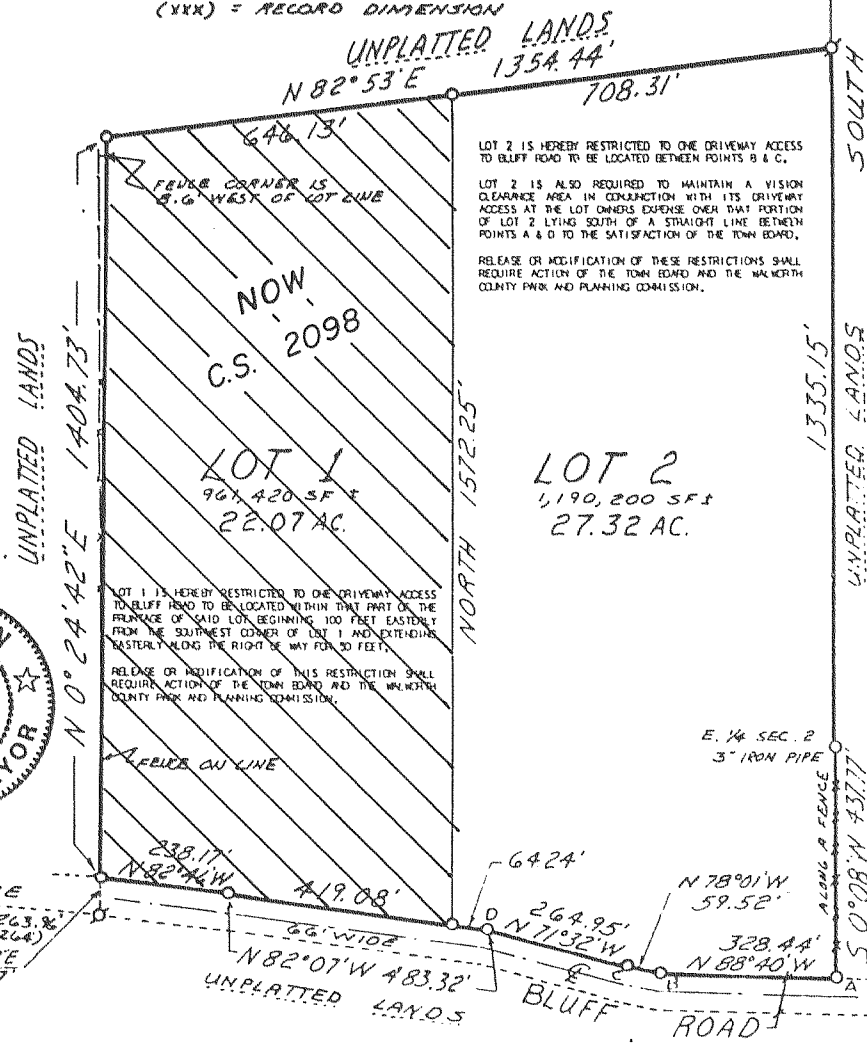 (XXX) = RECORD DIMENSION
UNPLATTED LANDS
N 82°53' E 1354.44'
646.13'
708.31'
SOUTH
FENCE CORNER IS
8.6' WEST OF LOT LINE
LOT 2 IS HEREBY RESTRICTED TO ONE DRIVEWAY ACCESS
TO BLUFF ROAD TO BE LOCATED BETWEEN POINTS B & C.
LOT 2 IS ALSO REQUIRED TO MAINTAIN A VISION
CLEARANCE AREA IN CONJUNCTION WITH ITS DRIVEWAY
ACCESS AT THE LOT OWNERS EXPENSE OVER THAT PORTION
OF LOT 2 LYING SOUTH OF A STRAIGHT LINE BETWEEN
POINTS A & D TO THE SATISFACTION OF THE TOWN BOARD.
RELEASE OR MODIFICATION OF THESE RESTRICTIONS SHALL
REQUIRE ACTION OF THE TOWN BOARD AND THE WALWORTH
COUNTY PARK AND PLANNING COMMISSION.
NOW
C.S. 2098
UNPLATTED LANDS
N 0°24'42" E 1404.73'
LOT 1
961,420 SF ±
22.07 AC.
NORTH 1572.25'
LOT 2
1,190,200 SF ±
27.32 AC.
1335.15'
UNPLATTED LANDS
LOT 1 IS HEREBY RESTRICTED TO ONE DRIVEWAY ACCESS
TO BLUFF ROAD TO BE LOCATED WITHIN THAT PART OF THE
FRUNTAGE OF SAID LOT BEGINNING 100 FEET EASTERLY
FROM THE SOUTHWEST CORNER OF LOT 1 AND EXTENDING
EASTERLY ALONG THE RIGHT OF WAY FOR 50 FEET.
RELEASE OR MODIFICATION OF THIS RESTRICTION SHALL
REQUIRE ACTION OF THE TOWN BOARD AND THE WALWORTH
COUNTY PARK AND PLANNING COMMISSION.
YOR
FENCE ON LINE
E. 1/4 SEC. 2
3" IRON PIPE
ALONG A FENCE
S 0°08' W 437.77'
238.17'
N 82°46' W
419.08'
64.24'
D
264.95'
N 71°32' W
N 78°01' W
59.52'
328.44'
N 88°40' W
C
B
A
66' WIDE
N 82°07' W 483.32'
UNPLATTED LANDS
BLUFF ROAD
263.96'
264)